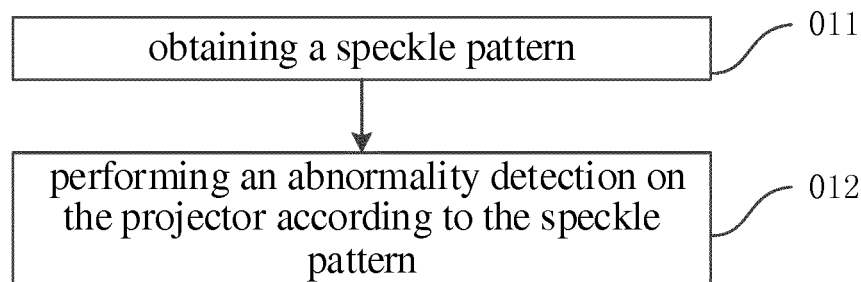 obtaining a speckle pattern
011
performing an abnormality detection on
the projector according to the speckle
pattern
012